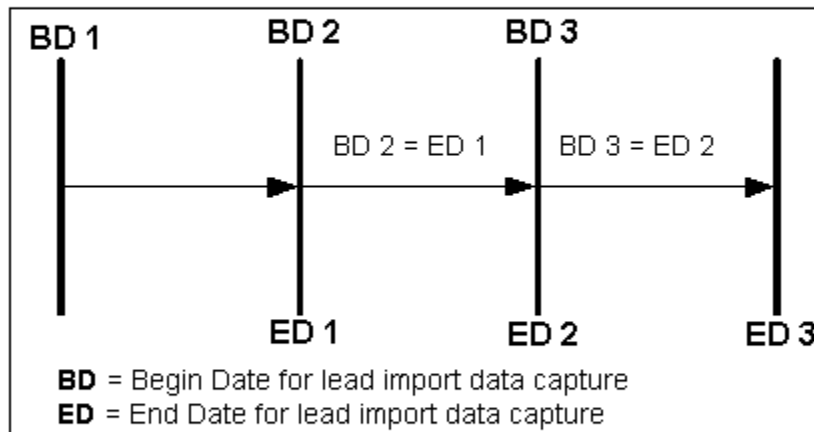 BD 1 BD 2 BD 3
BD 2 = ED 1 BD 3 = ED 2
ED 1 ED 2 ED 3
BD = Begin Date for lead import data capture
ED = End Date for lead import data capture